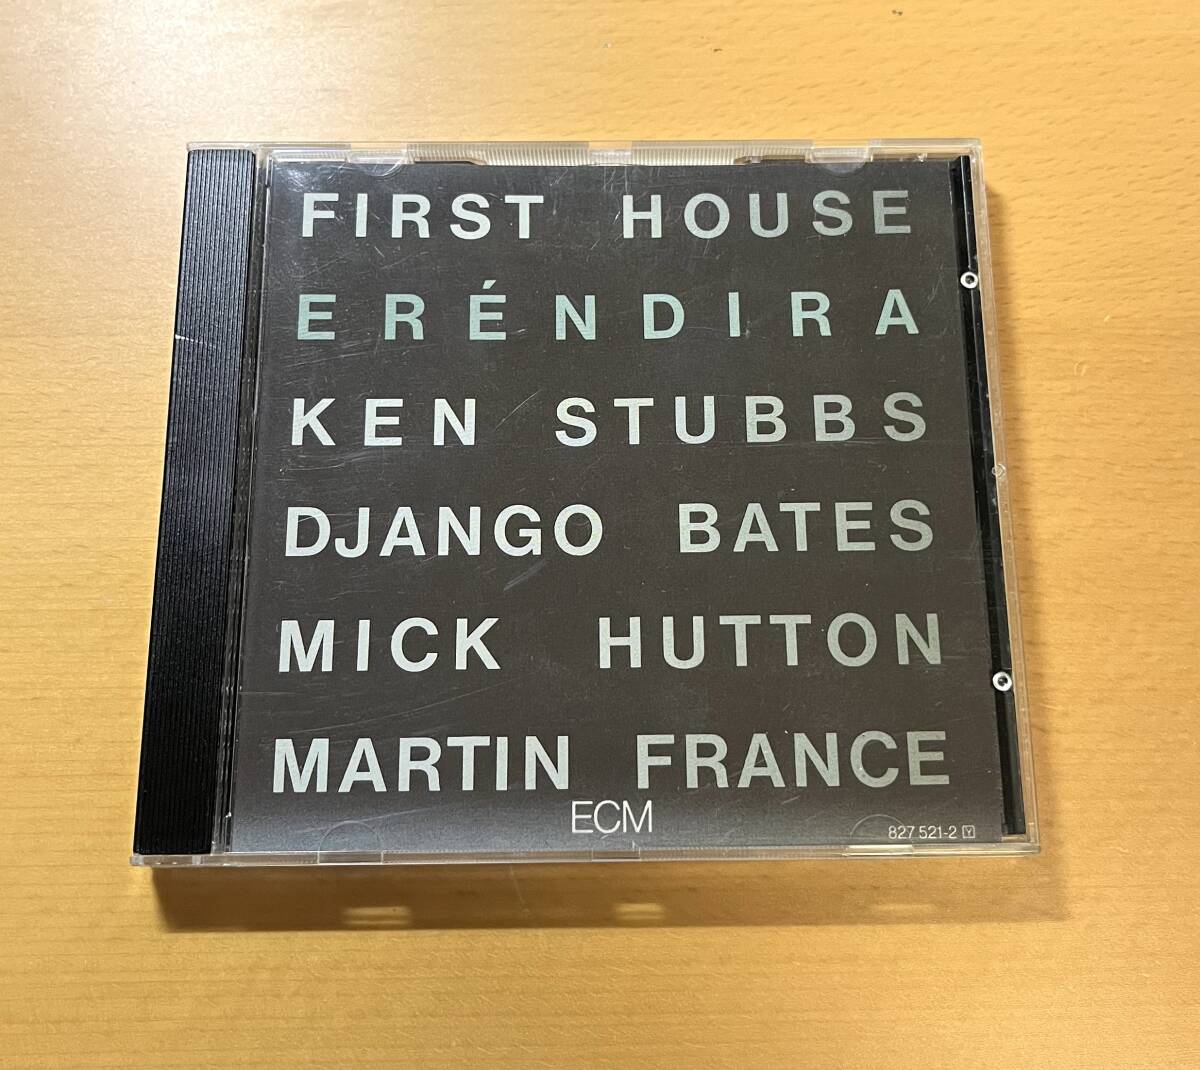 FIRST HOUSE
ERÉNDIRA
KEN STUBBS
DJANGO BATES
MICK HUTTON
MARTIN FRANCE
ECM
827 521-2 Y